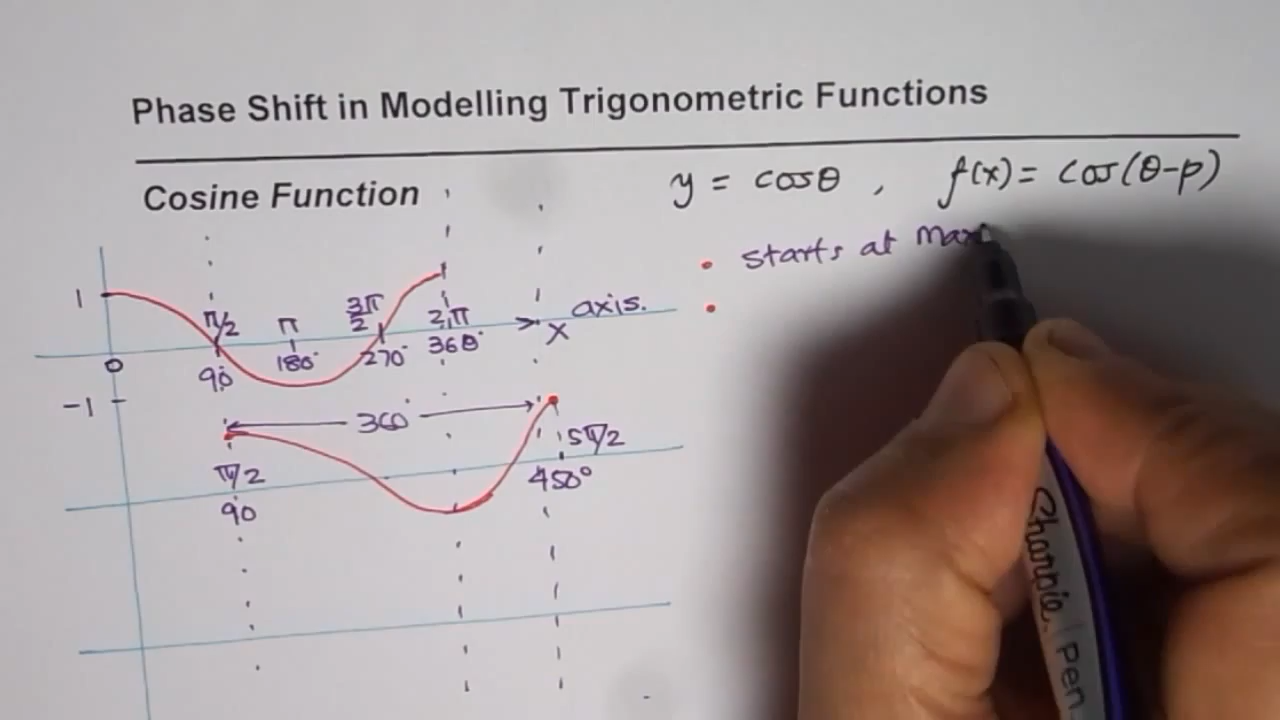 Phase Shift in Modelling Trigonometric Functions
Cosine Function
y = cosθ , f(x) = cos(θ-p)
• starts at Max
•
1
π/2 π 3π/2 2π
axis.
x
0
90° 180° 270° 360°
-1
360°
5π/2
π/2
450°
90
Sharpie. Pen